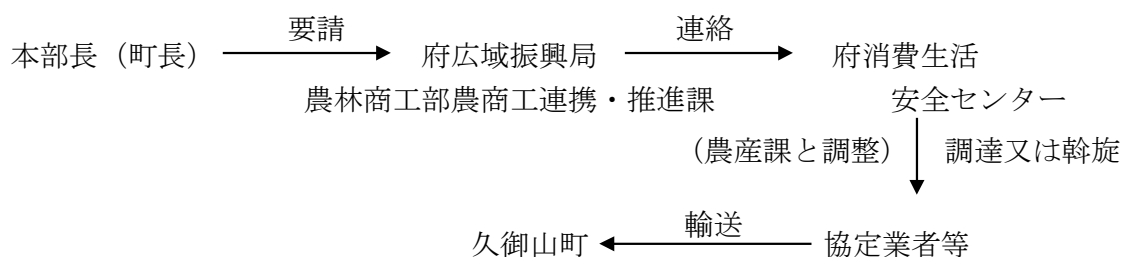 要請
連絡
本部長（町長）
府広域振興局
府消費生活
農林商工部農商工連携・推進課
安全センター
（農産課と調整）
調達又は斡旋
輸送
久御山町
協定業者等